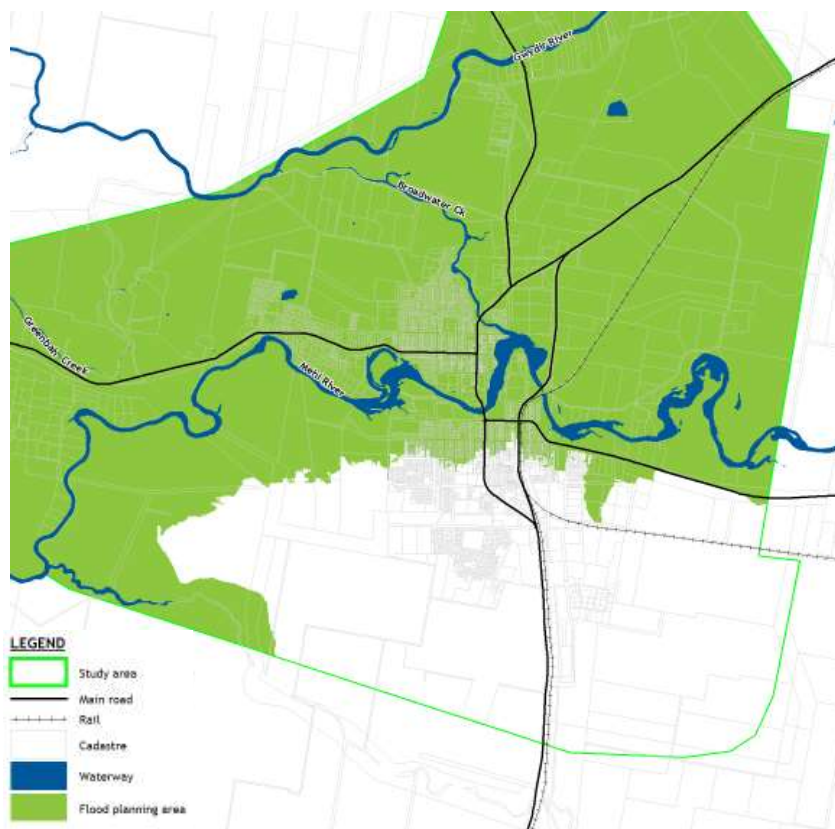 Gwydir River
Broadwater Ck
Greenbah Creek
Mehi River
LEGEND
Study area
Main road
Rail
Cadastre
Waterway
Flood planning area